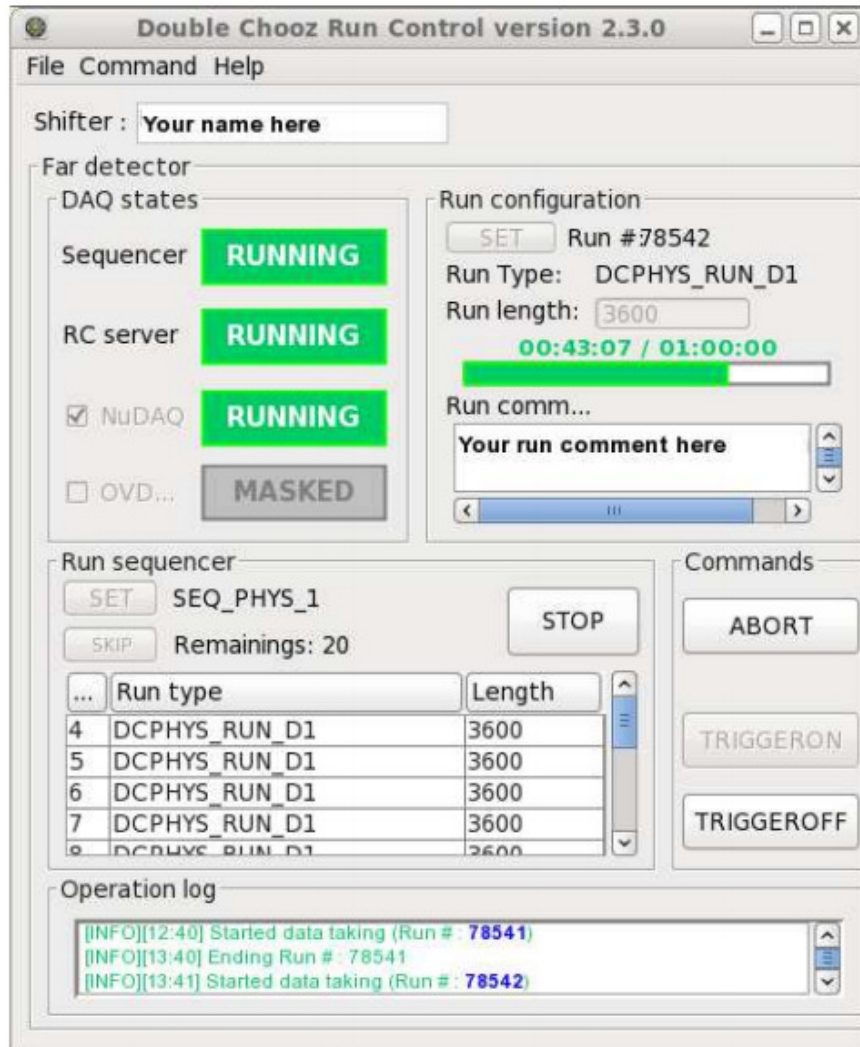 Double Chooz Run Control version 2.3.0
File Command Help
Shifter : Your name here
Far detector
DAQ states
Sequencer RUNNING
RC server RUNNING
NuDAQ RUNNING
OVD... MASKED
Run configuration
SET Run #:78542
Run Type: DCPHYS_RUN_D1
Run length: 3600
00:43:07 / 01:00:00
Run comm...
Your run comment here
Run sequencer
SET SEQ_PHYS_1
STOP
SKIP Remainings: 20
... Run type Length
4 DCPHYS_RUN_D1 3600
5 DCPHYS_RUN_D1 3600
6 DCPHYS_RUN_D1 3600
7 DCPHYS_RUN_D1 3600
8 DCPHYS_RUN_D1 3600
Commands
ABORT
TRIGGERON
TRIGGEROFF
Operation log
[INFO][12:40] Started data taking (Run # : 78541)
[INFO][13:40] Ending Run # : 78541
[INFO][13:41] Started data taking (Run # : 78542)